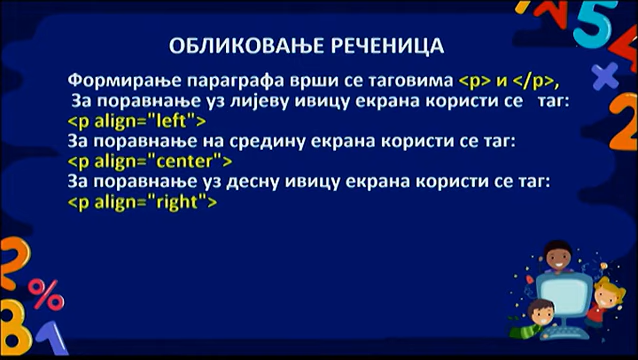 ОБЛИКОВАЊЕ РЕЧЕНИЦА
Формирање параграфа врши се таговима <p> и </p>,
За поравнање уз лијеву ивицу екрана користи се таг:
<p align="left">
За поравнање на средину екрана користи се таг:
<p align="center">
За поравнање уз десну ивицу екрана користи се таг:
<p align="right">